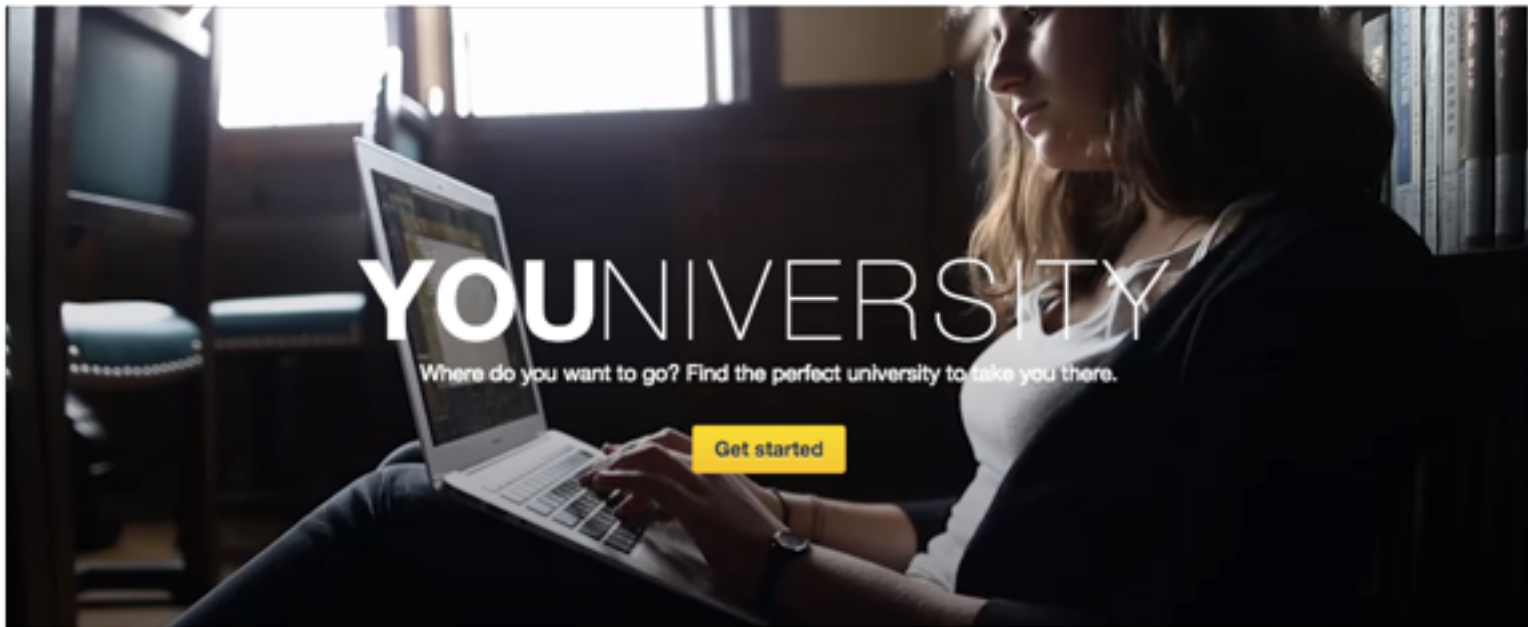 YOUNIVERSITY
Where do you want to go? Find the perfect university to take you there.
Get started